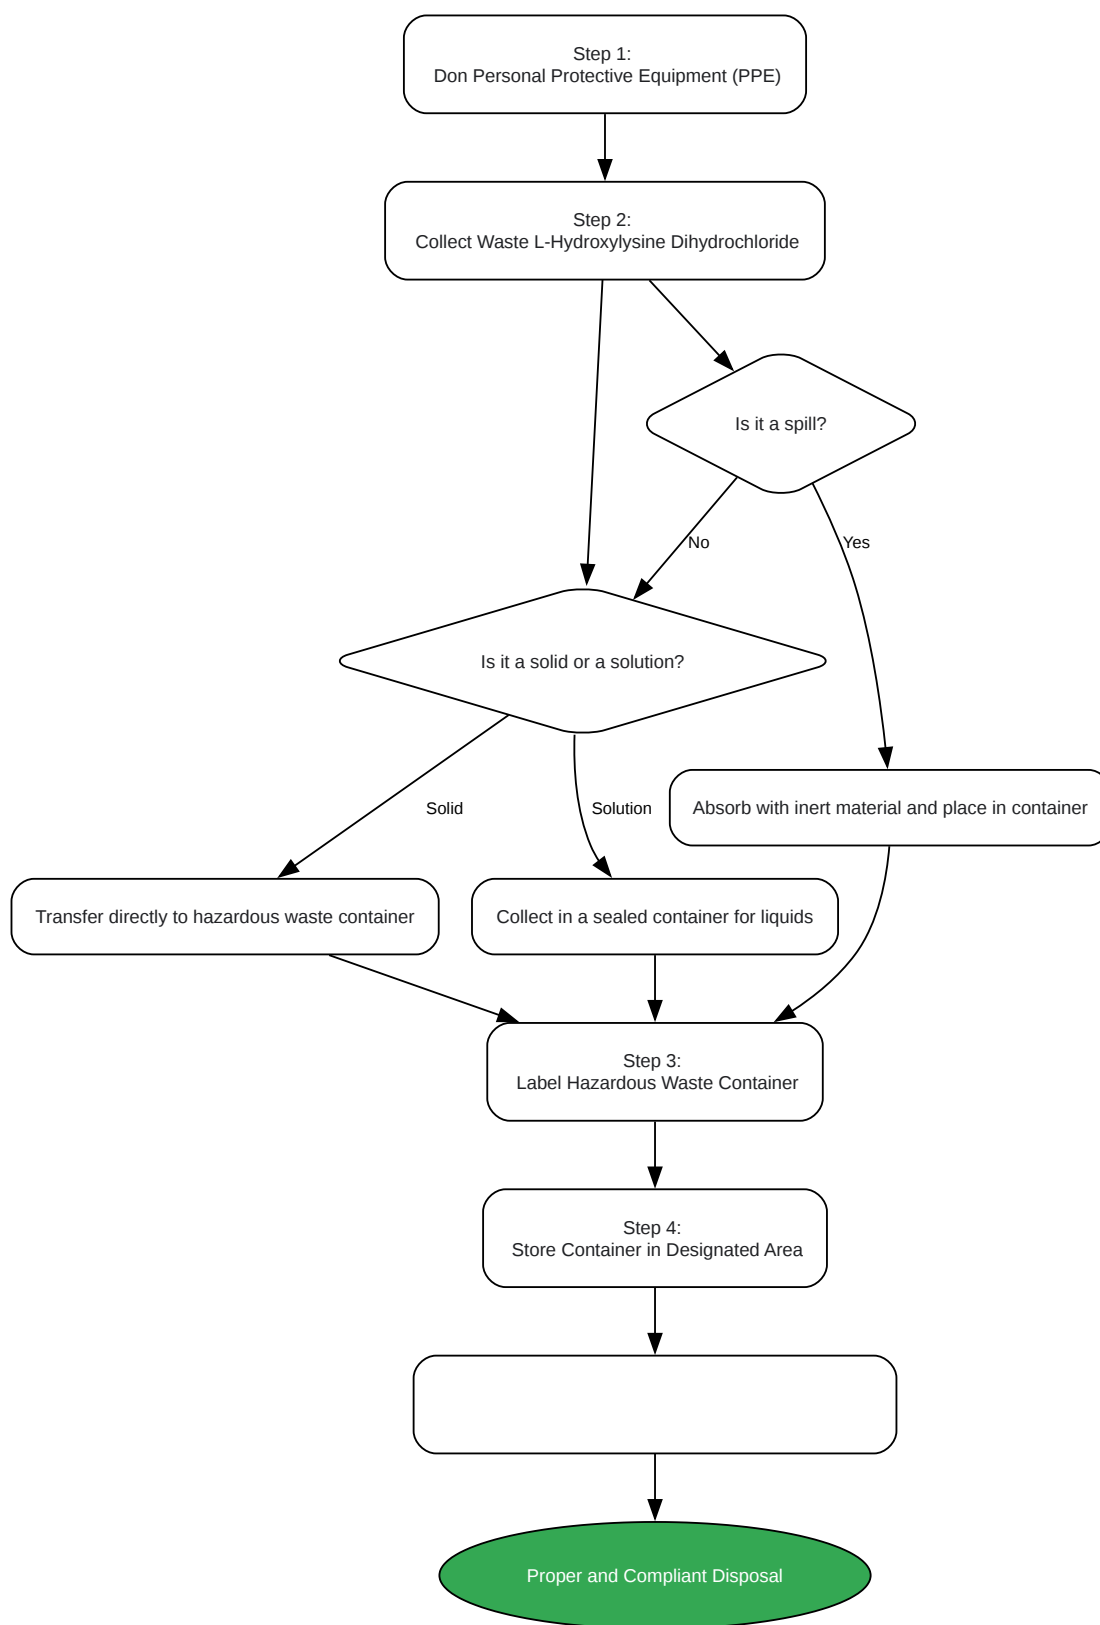 Step 1:
Don Personal Protective Equipment (PPE)
Step 2:
Collect Waste L-Hydroxylysine Dihydrochloride
Is it a spill?
No
Yes
Is it a solid or a solution?
Solid
Solution
Absorb with inert material and place in container
Transfer directly to hazardous waste container
Collect in a sealed container for liquids
Step 3:
Label Hazardous Waste Container
Step 4:
Store Container in Designated Area
Proper and Compliant Disposal